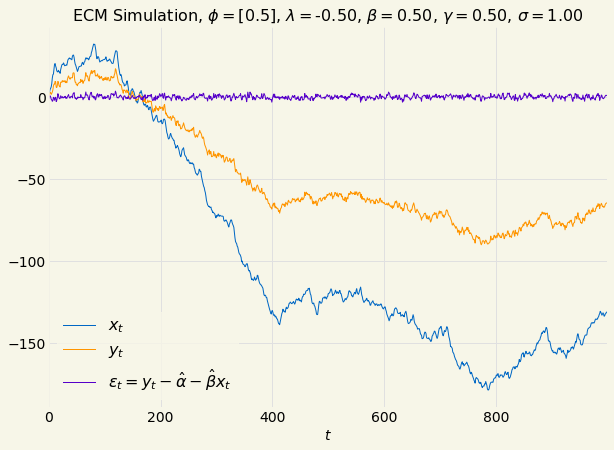 ECM Simulation, ϕ = [0.5], λ = -0.50, β = 0.50, γ = 0.50, σ = 1.00
0
−50
−100
−150
xₜ
yₜ
εₜ = yₜ − α̂ − β̂xₜ
0 200 400 600 800
t